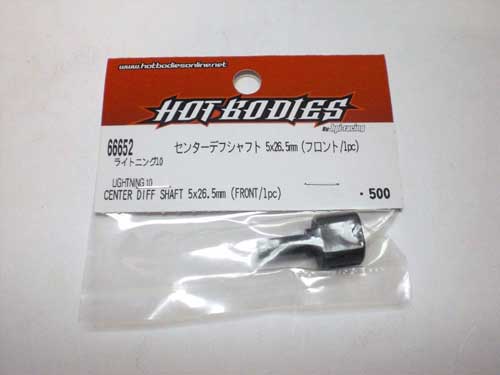 www.hotbodiesonline.net
HOT BODIES
By hpi-racing
66652 センターデフシャフト 5x26.5mm (フロント/1pc)
ライトニング10
LIGHTNING 10
CENTER DIFF SHAFT 5x26.5mm (FRONT/1pc) . 500